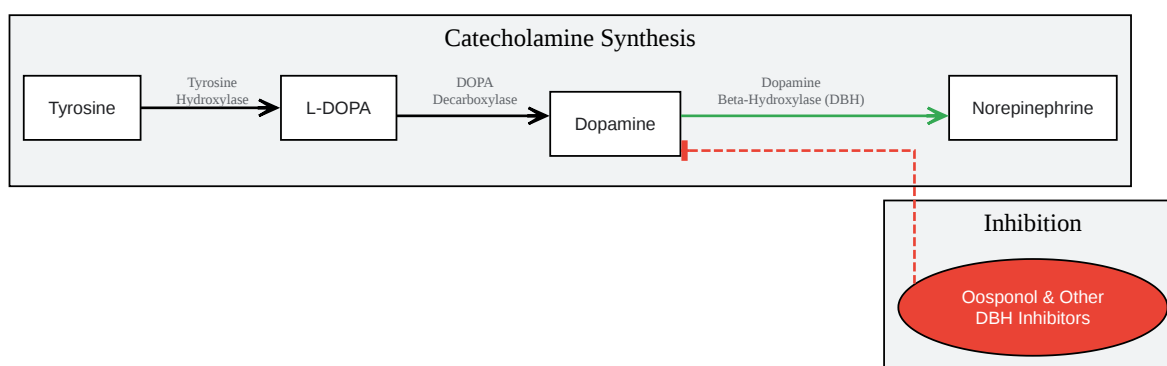 Catecholamine Synthesis
Tyrosine
Tyrosine
Hydroxylase
L-DOPA
DOPA
Decarboxylase
Dopamine
Dopamine
Beta-Hydroxylase (DBH)
Norepinephrine
Inhibition
Oosponol & Other
DBH Inhibitors